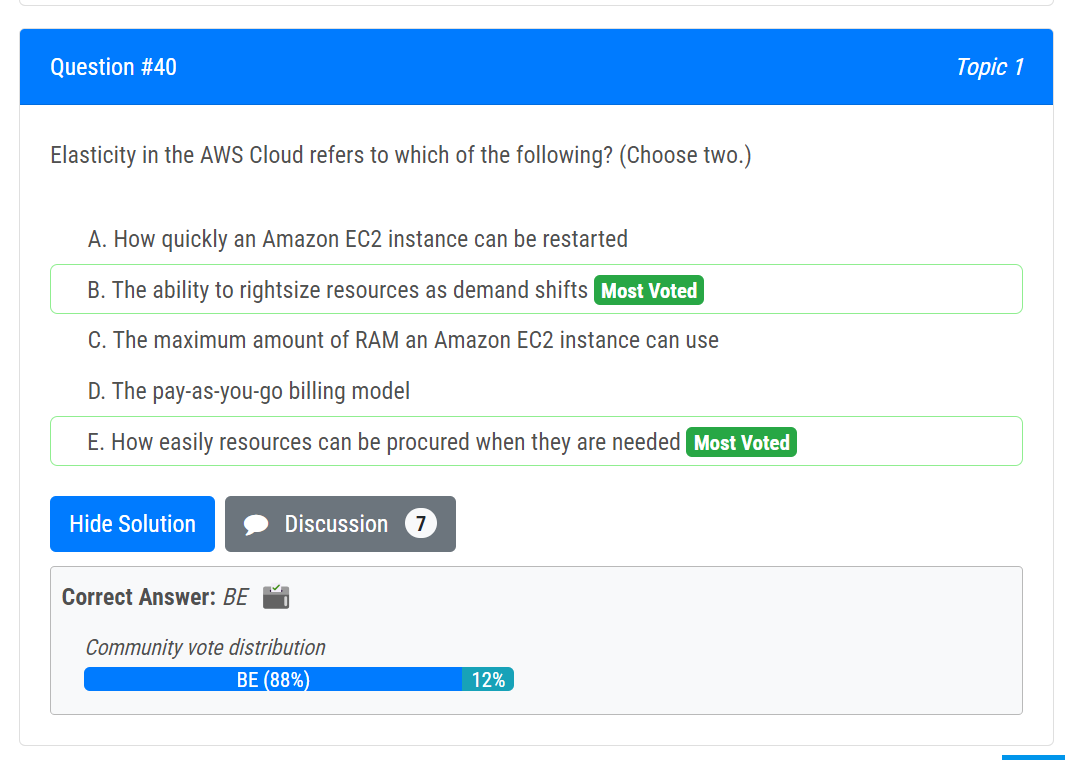 Question #40
Topic 1
Elasticity in the AWS Cloud refers to which of the following? (Choose two.)
A. How quickly an Amazon EC2 instance can be restarted
B. The ability to rightsize resources as demand shifts Most Voted
C. The maximum amount of RAM an Amazon EC2 instance can use
D. The pay-as-you-go billing model
E. How easily resources can be procured when they are needed Most Voted
Hide Solution
Discussion 7
Correct Answer: BE
Community vote distribution
BE (88%) 12%